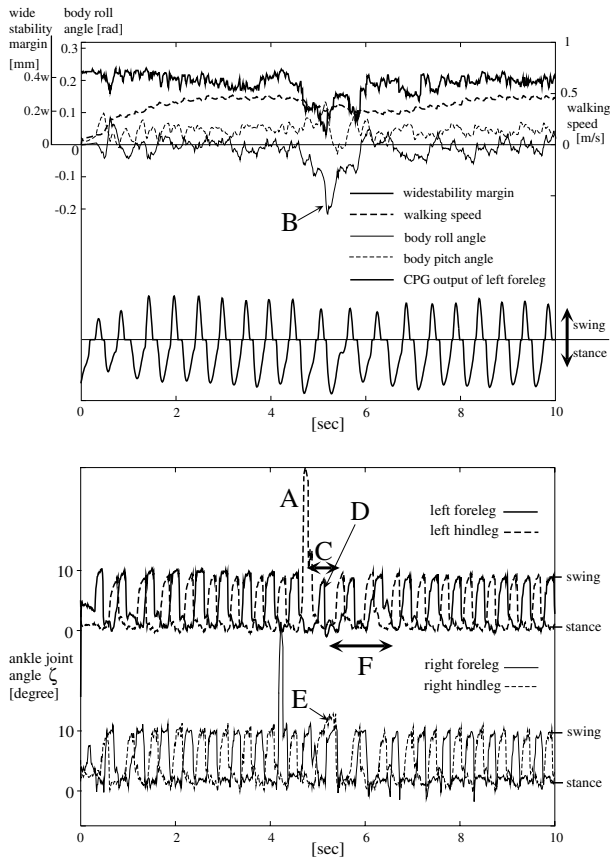 wide stability margin [mm]
body roll angle [rad]
0.3
0.2
0.1
0
-0.1
-0.2
0.4w
0.2w
0
1
0.5
0
walking speed [m/s]
B
widestability margin
walking speed
body roll angle
body pitch angle
CPG output of left foreleg
swing
stance
0 2 4 6 8 10
[sec]
A
D
C
left foreleg
left hindleg
10
0
swing
stance
F
ankle joint angle ζ [degree]
right foreleg
right hindleg
E
10
0
swing
stance
0 2 4 6 8 10
[sec]